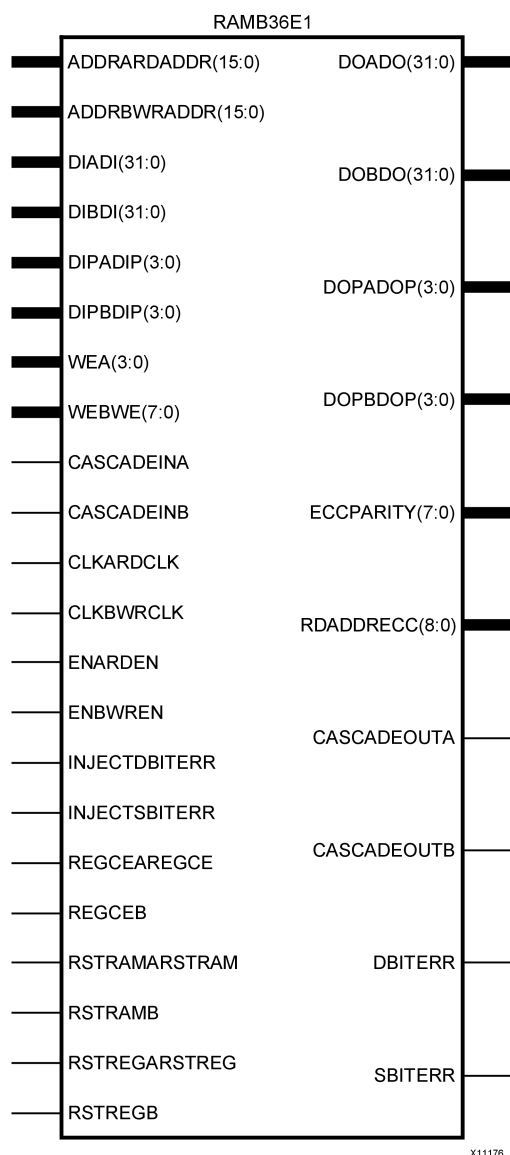 RAMB36E1
ADDRARDADDR(15:0)
ADDRBWRADDR(15:0)
DIADI(31:0)
DIBDI(31:0)
DIPADIP(3:0)
DIPBDIP(3:0)
WEA(3:0)
WEBWE(7:0)
CASCADEINA
CASCADEINB
CLKARDCLK
CLKBWRCLK
ENARDEN
ENBWREN
INJECTDBITERR
INJECTSBITERR
REGCEAREGCE
REGCEB
RSTRAMARSTRAM
RSTRAMB
RSTREGARSTREG
RSTREGB
DOADO(31:0)
DOBDO(31:0)
DOPADOP(3:0)
DOPBDOP(3:0)
ECCPARITY(7:0)
RDADDRECC(8:0)
CASCADEOUTA
CASCADEOUTB
DBITERR
SBITERR
X11176